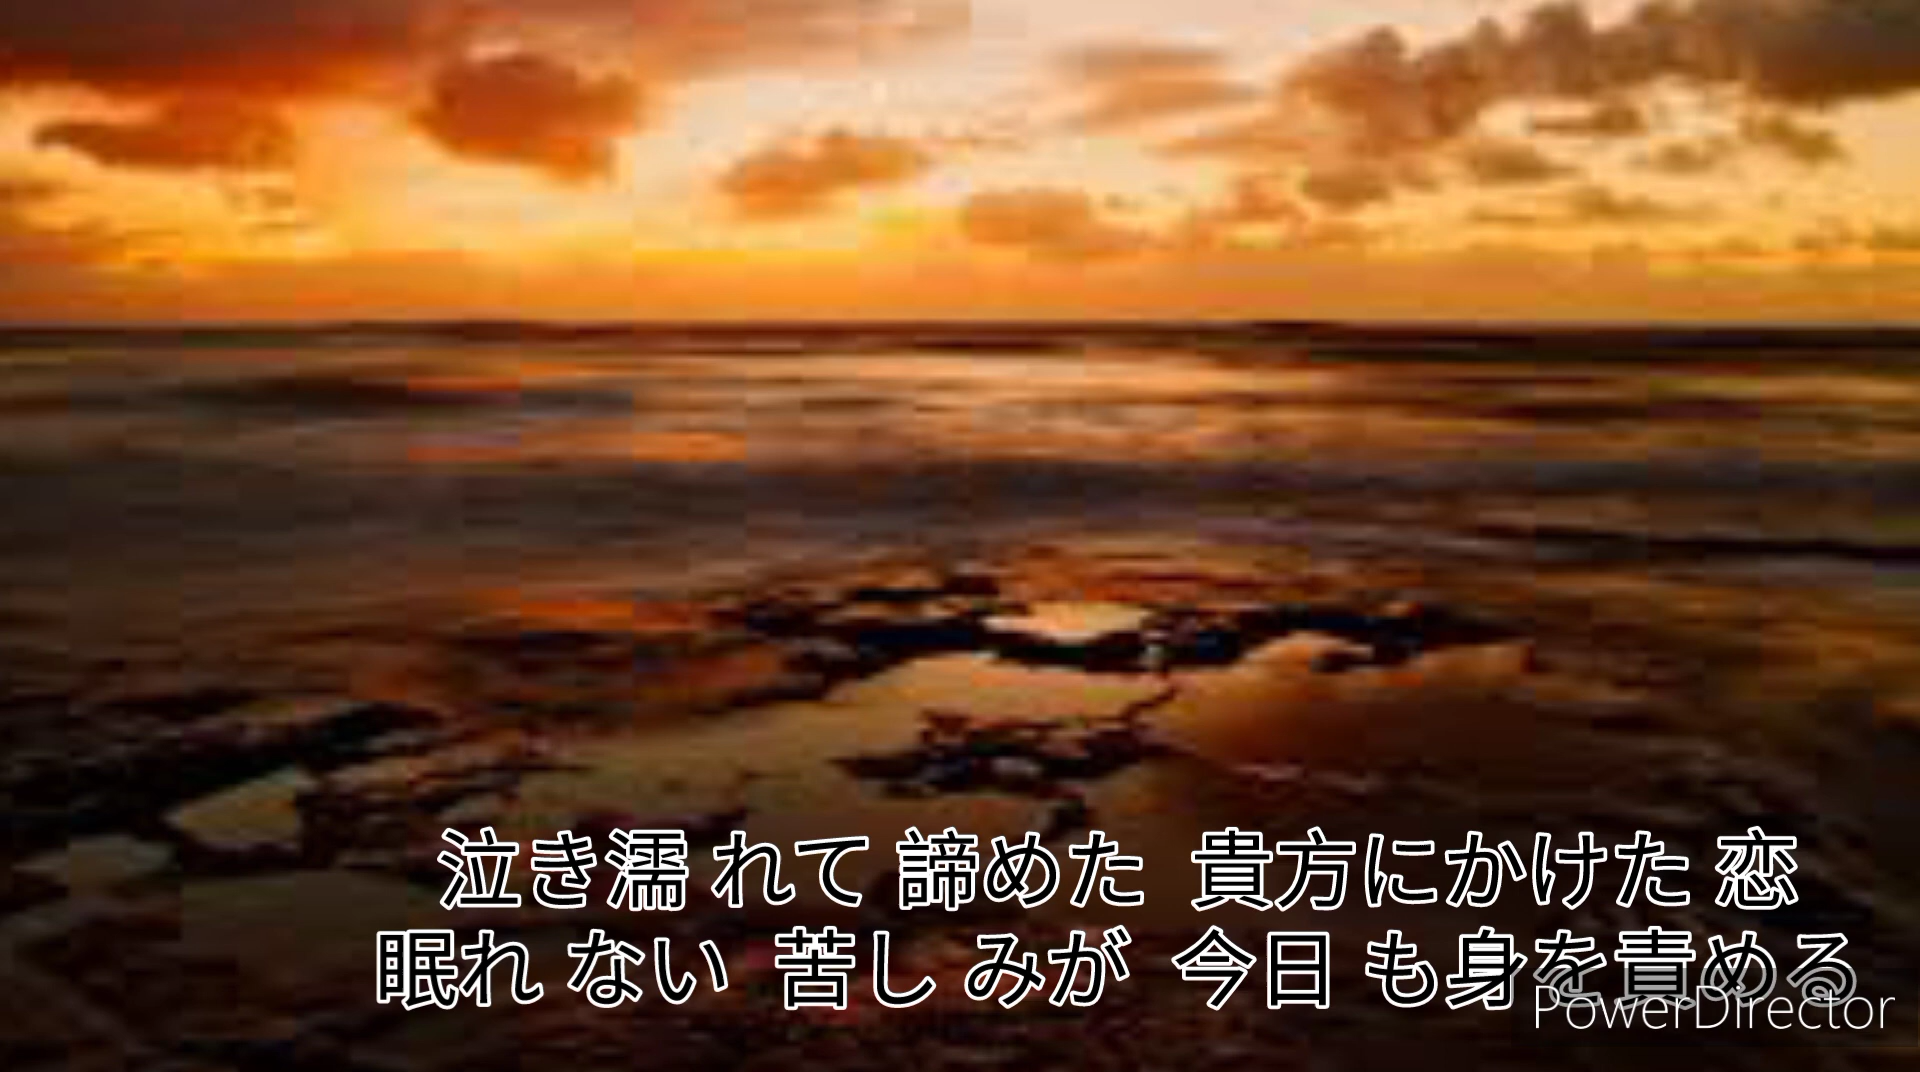 泣き濡 れて 諦めた 貴方にかけた 恋
眠れ ない 苦し みが 今日 も身を責める
PowerDirector